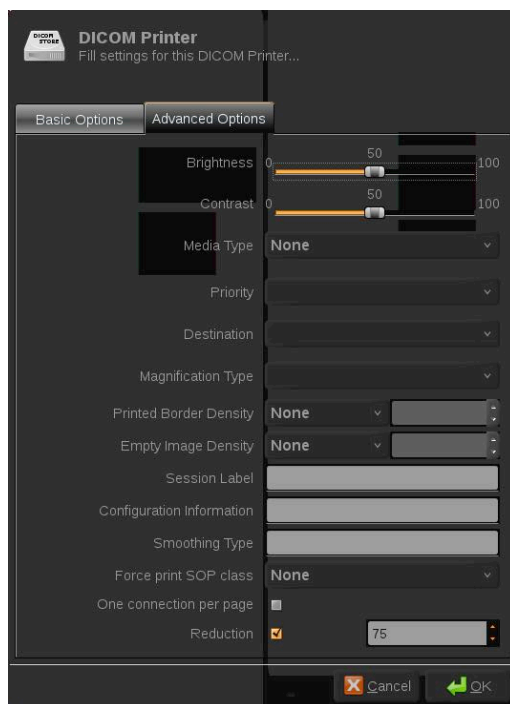 DICOM STORE
DICOM Printer
Fill settings for this DICOM Printer...
Basic Options Advanced Options
Brightness 0 50 100
Contrast 0 50 100
Media Type None
Priority
Destination
Magnification Type
Printed Border Density None
Empty Image Density None
Session Label
Configuration Information
Smoothing Type
Force print SOP class None
One connection per page
Reduction 75
Cancel OK